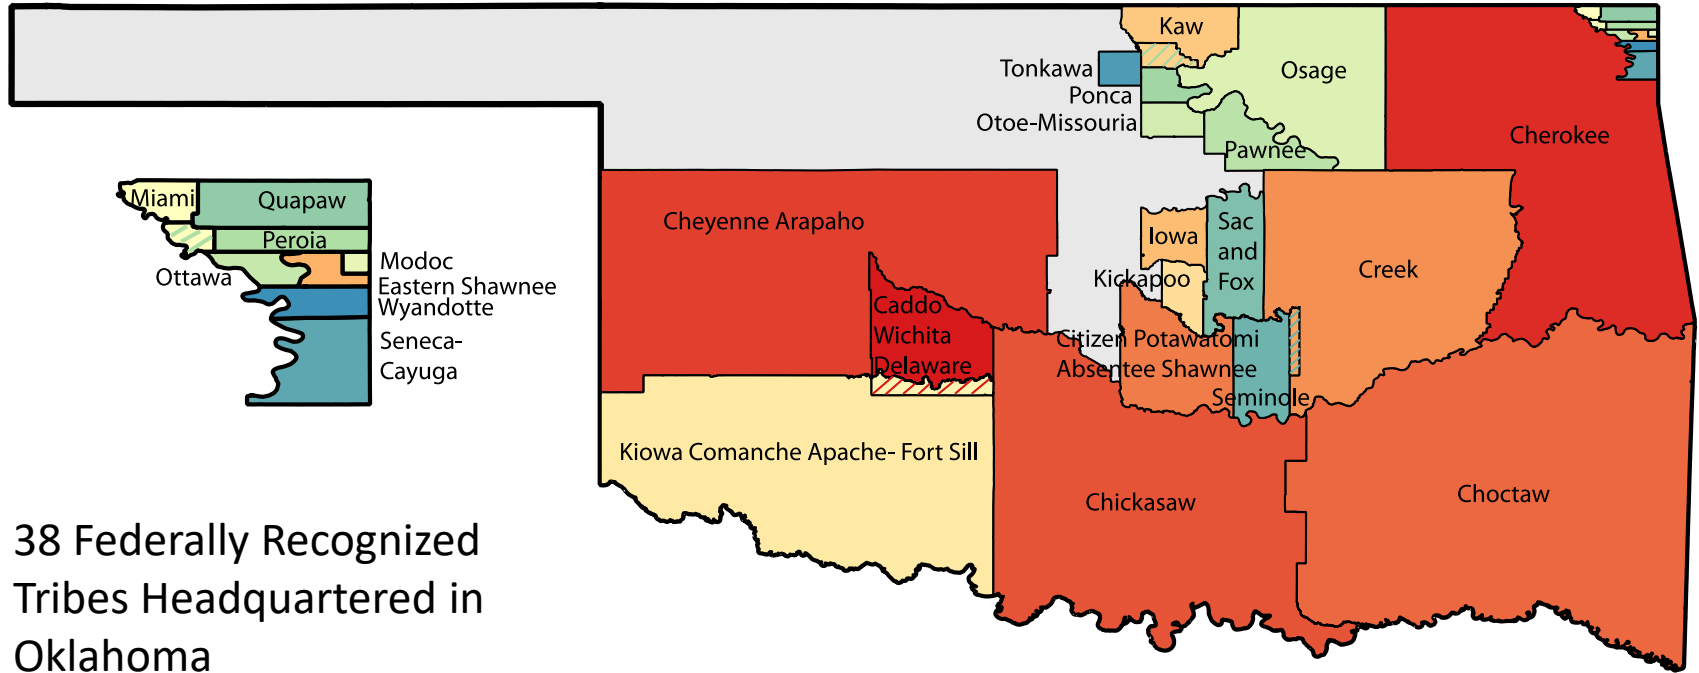 Kaw
Tonkawa
Osage
Ponca
Otoe-Missouria
Cherokee
Pawnee
Miami
Quapaw
Peroia
Ottawa
Modoc
Eastern Shawnee
Wyandotte
Seneca-
Cayuga
Cheyenne Arapaho
Iowa
Sac
and
Fox
Kickapoo
Creek
Caddo
Wichita
Delaware
Citizen Potawatomi
Absentee Shawnee
Seminole
Kiowa Comanche Apache- Fort Sill
Chickasaw
Choctaw
38 Federally Recognized
Tribes Headquartered in
Oklahoma